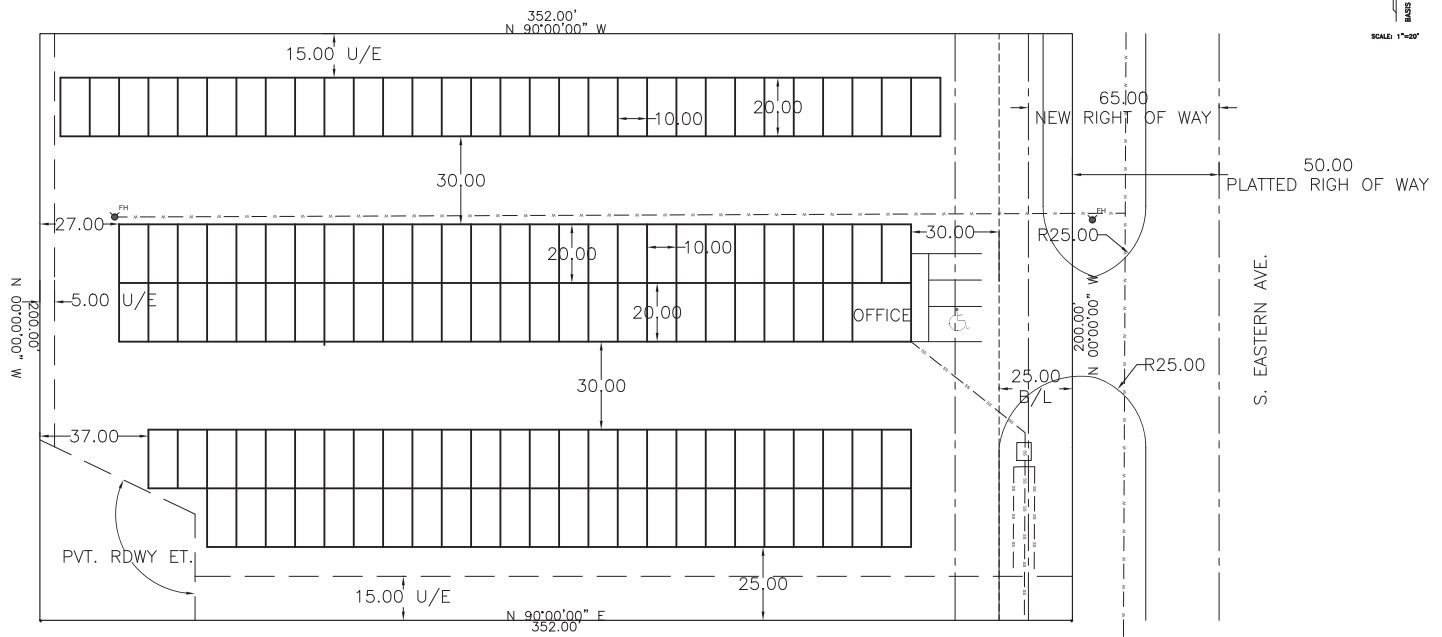 352.00'
N 90°00'00" W
BASIS
SCALE: 1"=20'
15.00 U/E
65.00
NEW RIGHT OF WAY
10.00
20.00
50.00
PLATTED RIGH OF WAY
30.00
FH
FH
27.00
30.00
R25.00
20.00
10.00
5.00 U/E
20.00
OFFICE
N 00°00'00" W
200.00'
200.00'
N 00°00'00" W
S. EASTERN AVE.
30.00
25.00
B/L
R25.00
37.00
PVT. RDWY ET.
25.00
15.00 U/E
N 90°00'00" E
352.00'